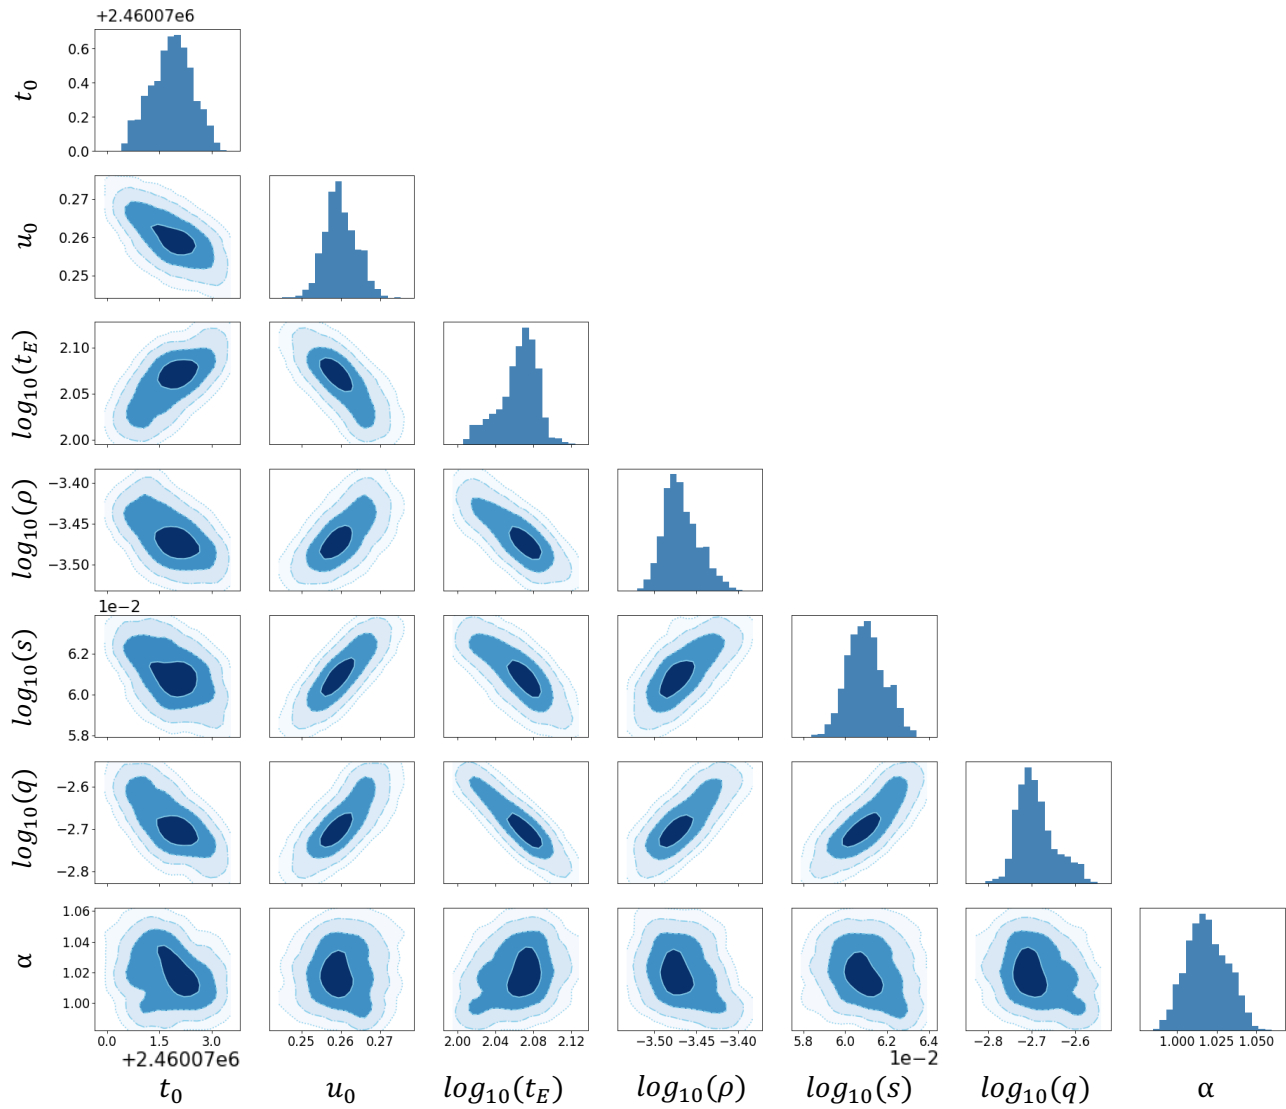 +2.46007e6
t₀
0.6
0.4
0.2
0.0
u₀
0.27
0.26
0.25
log₁₀(t_E)
2.10
2.05
2.00
log₁₀(ρ)
−3.40
−3.45
−3.50
1e−2
log₁₀(s)
6.2
6.0
5.8
log₁₀(q)
−2.6
−2.7
−2.8
α
1.06
1.04
1.02
1.00
0.0 1.5 3.0 0.25 0.26 0.27 2.00 2.04 2.08 2.12 −3.50 −3.45 −3.40 5.8 6.0 6.2 6.4 −2.8 −2.7 −2.6 1.000 1.025 1.050
+2.46007e6 1e−2
t₀ u₀ log₁₀(t_E) log₁₀(ρ) log₁₀(s) log₁₀(q) α